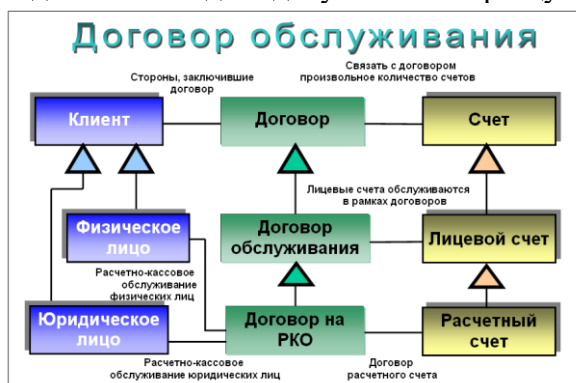 Договор обслуживания
Стороны, заключившие
договор
Связать с договором
произвольное количество счетов
Клиент
Договор
Счет
Лицевые счета обслуживаются
в рамках договоров
Физическое
лицо
Договор
обслуживания
Лицевой счет
Расчетно-кассовое
обслуживание
физических лиц
Юридическое
лицо
Договор на
РКО
Расчетный
счет
Расчетно-кассовое
обслуживание юридических лиц
Договор
расчетного счета